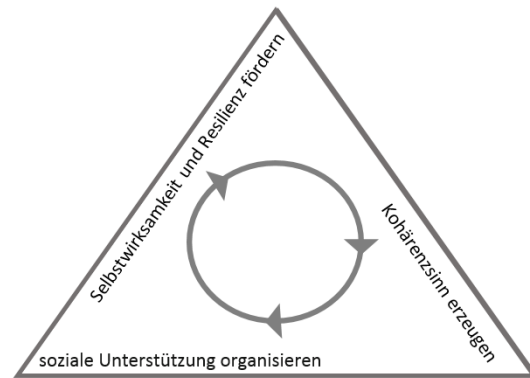 Selbstwirksamkeit und Resilienz fördern
Kohärenzsinn erzeugen
soziale Unterstützung organisieren